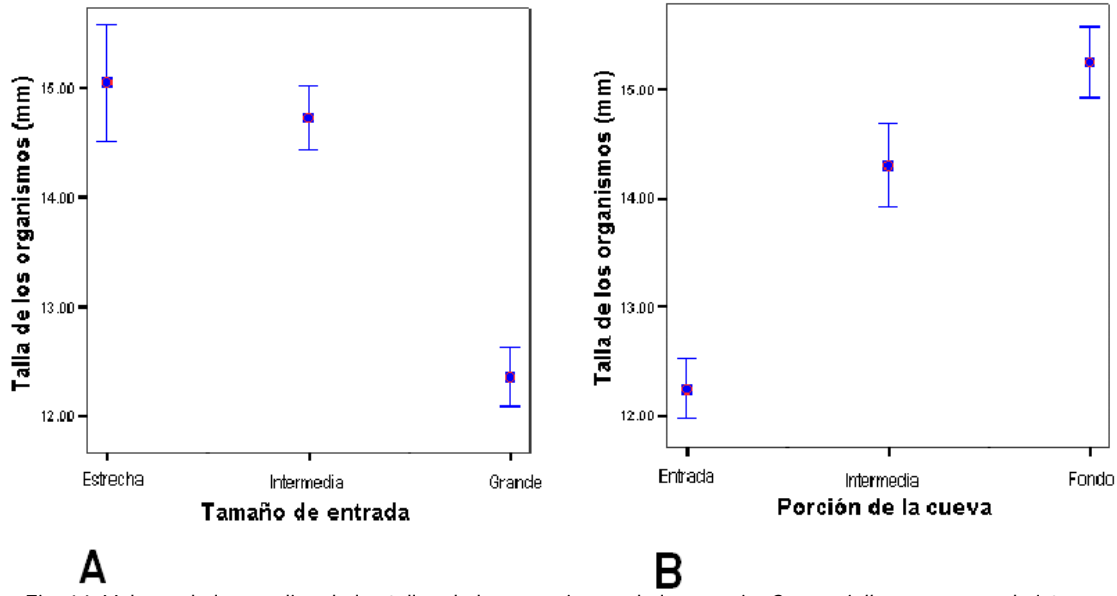 Talla de los organismos (mm)
15.00
14.00
13.00
12.00
Estrecha Intermedia Grande
Tamaño de entrada
A
Talla de los organismos (mm)
15.00
14.00
13.00
12.00
Entrada Intermedia Fondo
Porción de la cueva
B